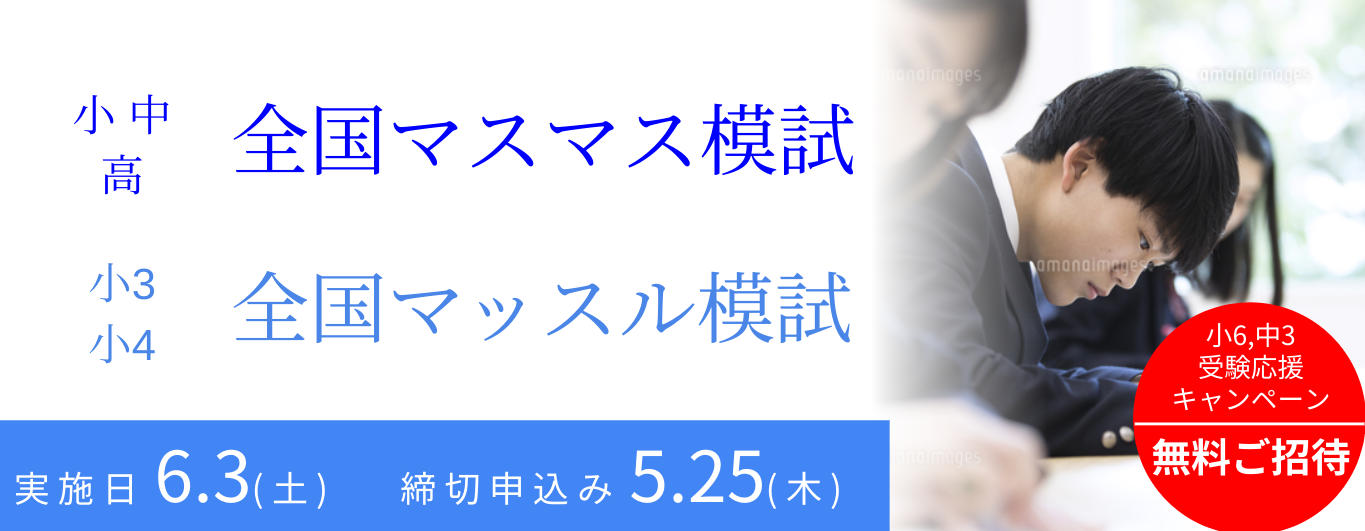 小中
高
全国マスマス模試
小3
小4
全国マッスル模試
実施日 6.3(土) 締切申込み 5.25(木)
小6,中3
受験応援
キャンペーン
無料ご招待
amanaimages
amanaimages
amanaimages
amanaimages